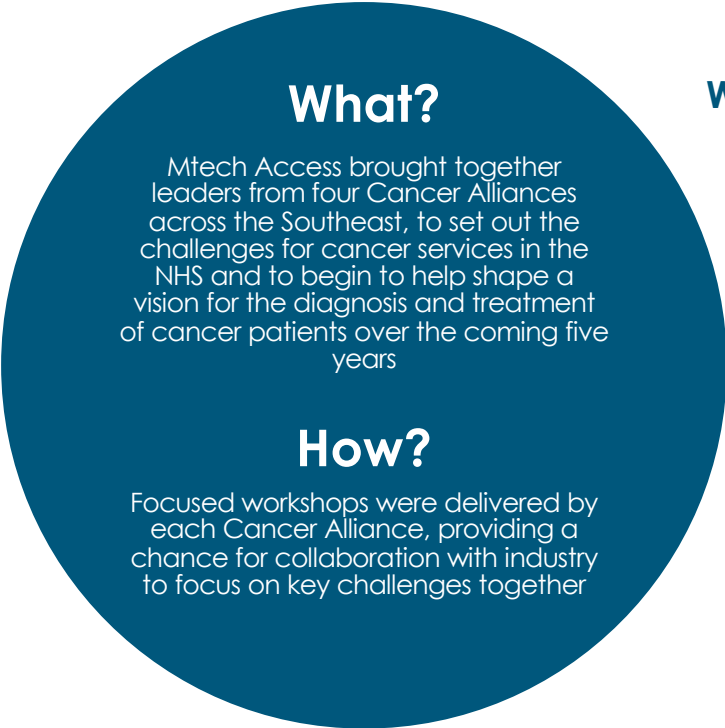 What?
Mtech Access brought together
leaders from four Cancer Alliances
across the Southeast, to set out the
challenges for cancer services in the
NHS and to begin to help shape a
vision for the diagnosis and treatment
of cancer patients over the coming five
years
How?
Focused workshops were delivered by
each Cancer Alliance, providing a
chance for collaboration with industry
to focus on key challenges together